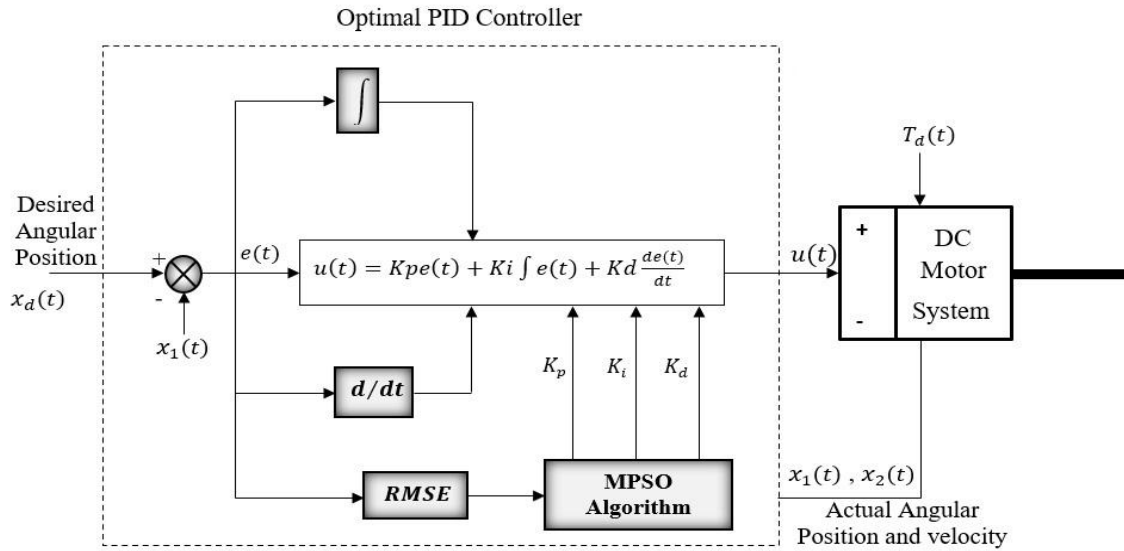 Optimal PID Controller
∫
T_d(t)
Desired
Angular
Position
+
-
x_d(t)
x_1(t)
e(t)
u(t) = Kpe(t) + Ki ∫ e(t) + Kd de(t)/dt
u(t)
+
-
DC
Motor
System
d/dt
K_p
K_i
K_d
RMSE
MPSO
Algorithm
x_1(t) , x_2(t)
Actual Angular
Position and velocity